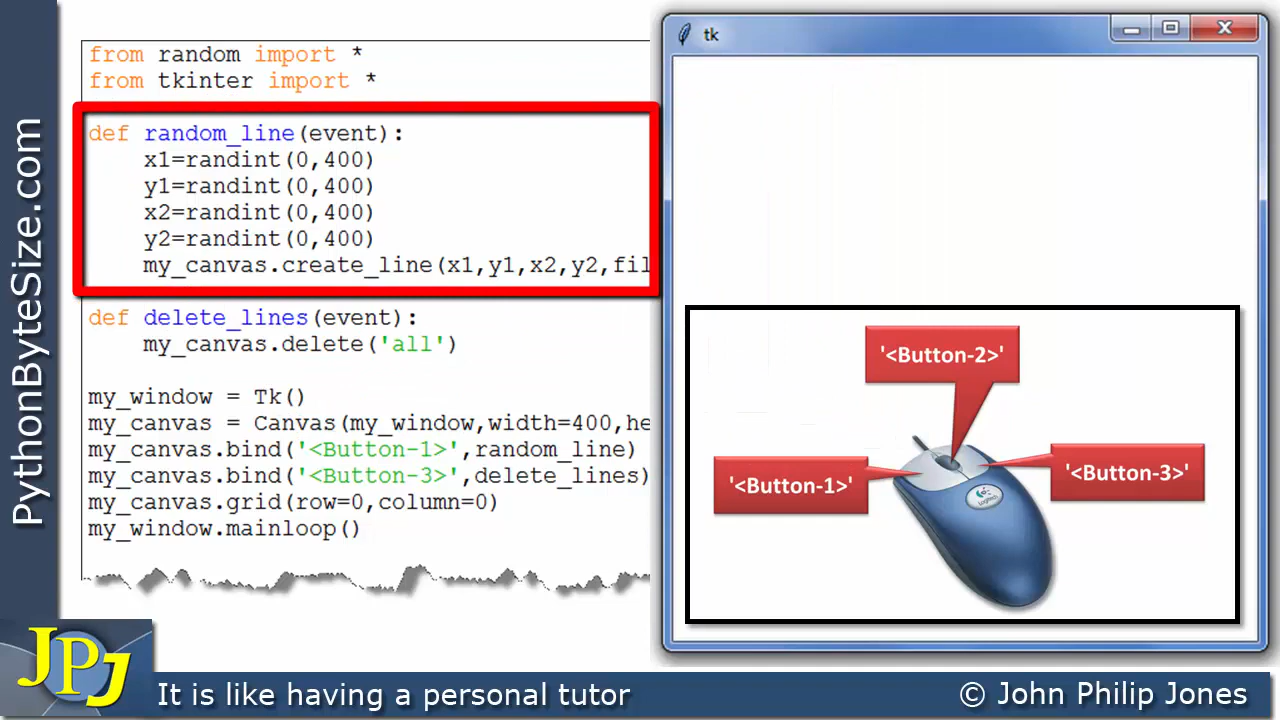 PythonByteSize.com
from random import *
from tkinter import *
def random_line(event):
x1=randint(0,400)
y1=randint(0,400)
x2=randint(0,400)
y2=randint(0,400)
my_canvas.create_line(x1,y1,x2,y2,fil
def delete_lines(event):
my_canvas.delete('all')
my_window = Tk()
my_canvas = Canvas(my_window,width=400,he
my_canvas.bind('<Button-1>',random_line)
my_canvas.bind('<Button-3>',delete_lines)
my_canvas.grid(row=0,column=0)
my_window.mainloop()
tk
'<Button-2>'
'<Button-1>'
'<Button-3>'
Logitech
JPJ
It is like having a personal tutor
© John Philip Jones